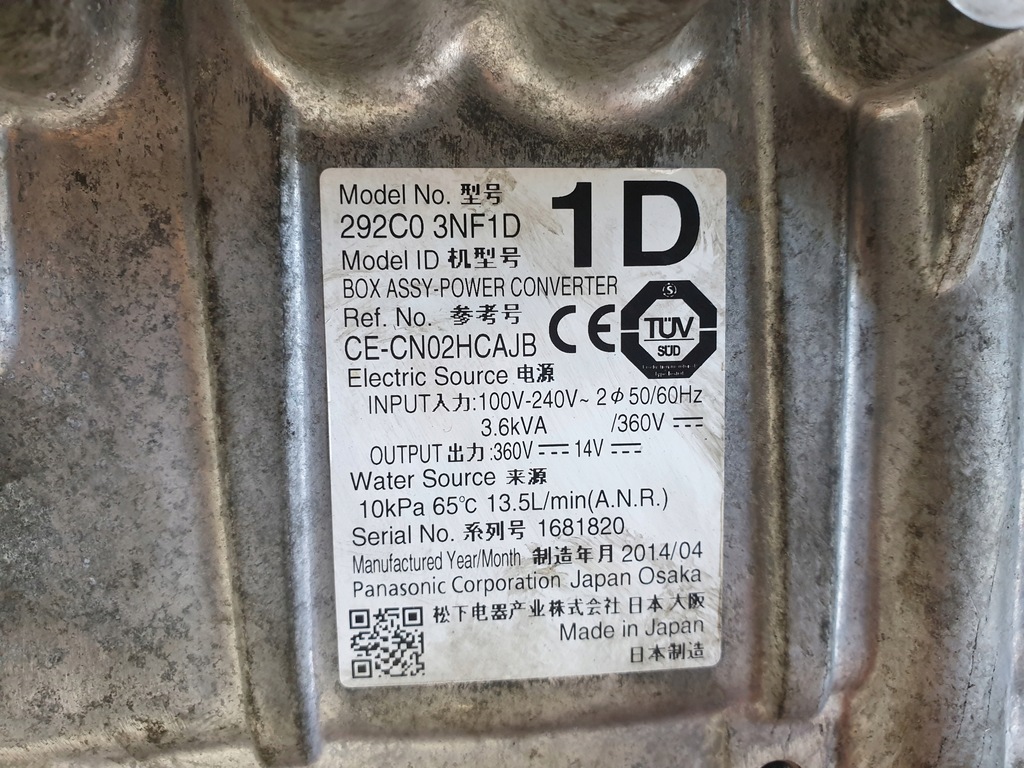 Model No. 型号
1D
292C0 3NF1D
Model ID 机型号
BOX ASSY-POWER CONVERTER
Ref. No. 参考号
CE
TÜV
SÜD
CE-CN02HCAJB
Electric Source 电源
INPUT入力:100V-240V~ 2φ 50/60Hz
3.6kVA /360V ⎓
OUTPUT 出力:360V ⎓ 14V ⎓
Water Source 来源
10kPa 65℃ 13.5L/min(A.N.R.)
Serial No. 系列号 1681820
Manufactured Year/Month 制造年月 2014/04
Panasonic Corporation Japan Osaka
松下电器产业株式会社 日本 大阪
Made in Japan
日本制造